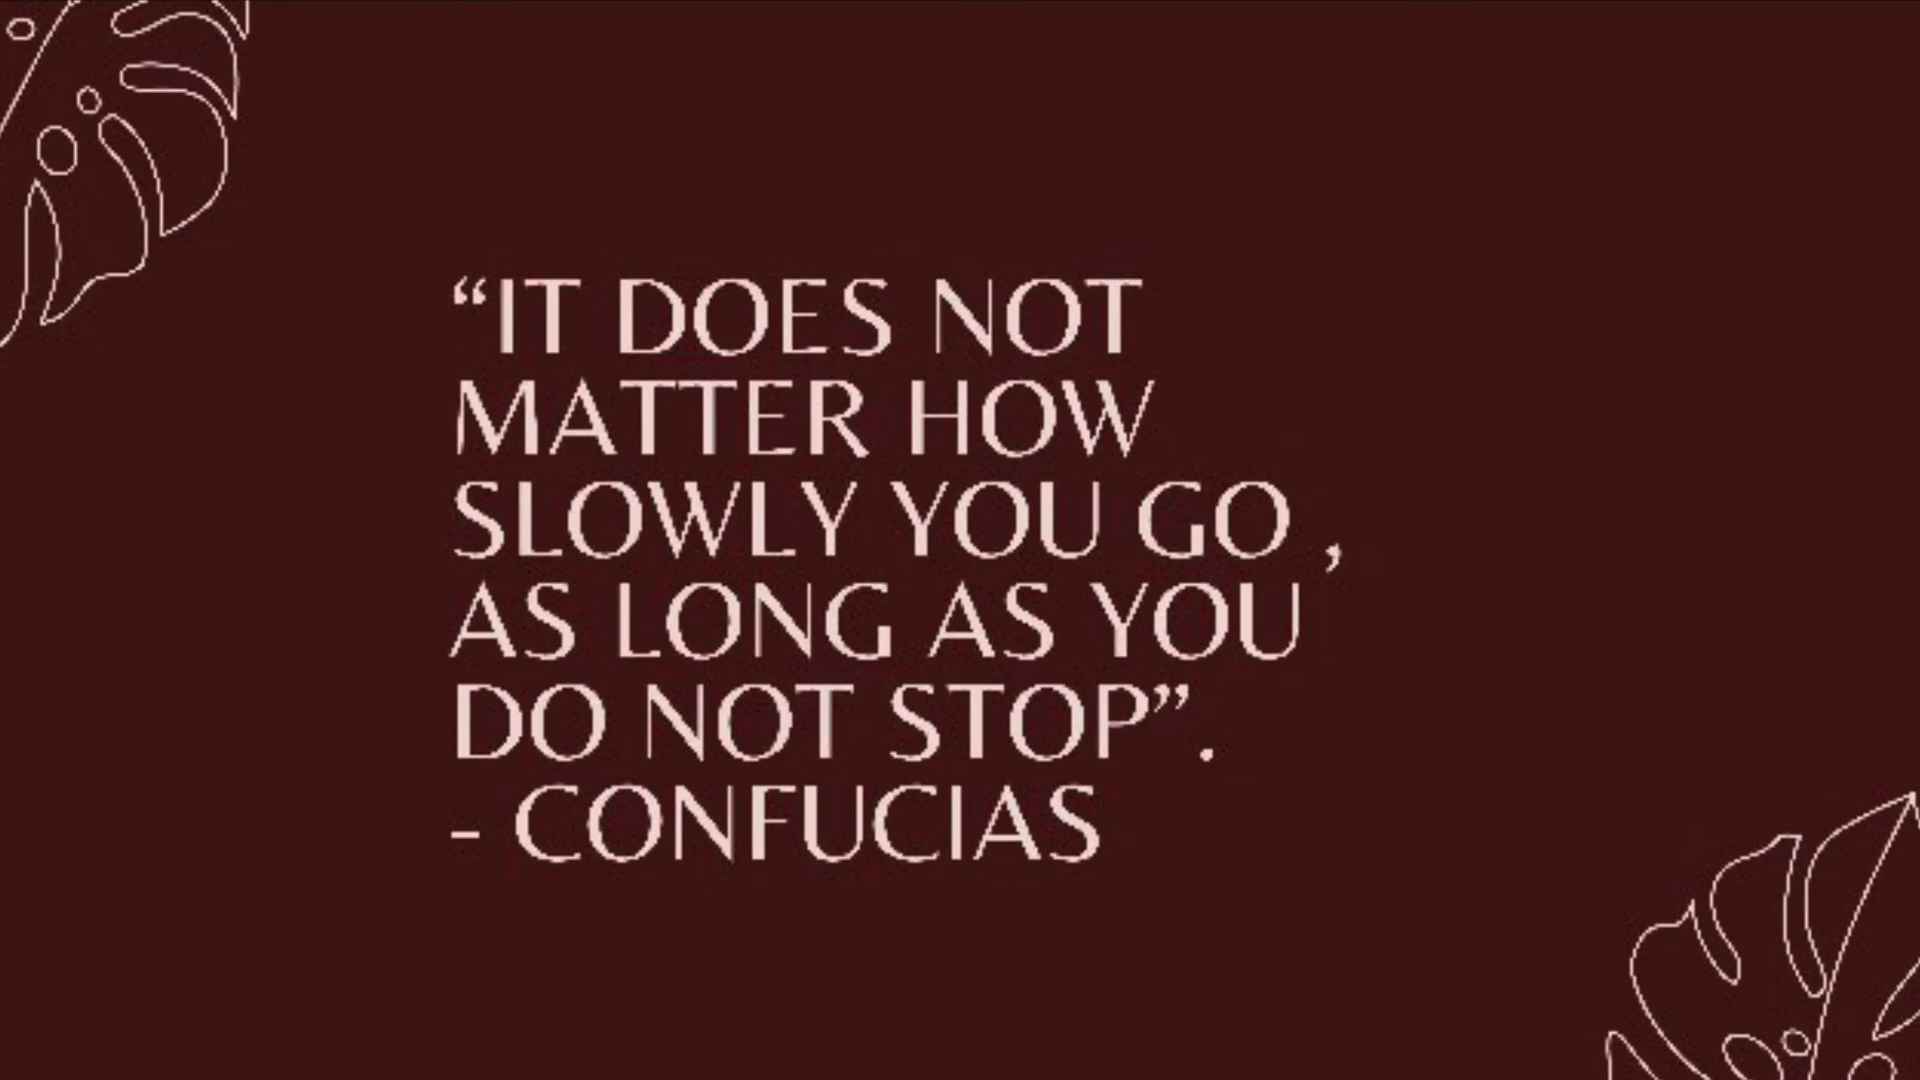 “IT DOES NOT
MATTER HOW
SLOWLY YOU GO ,
AS LONG AS YOU
DO NOT STOP” .
- CONFUCIAS